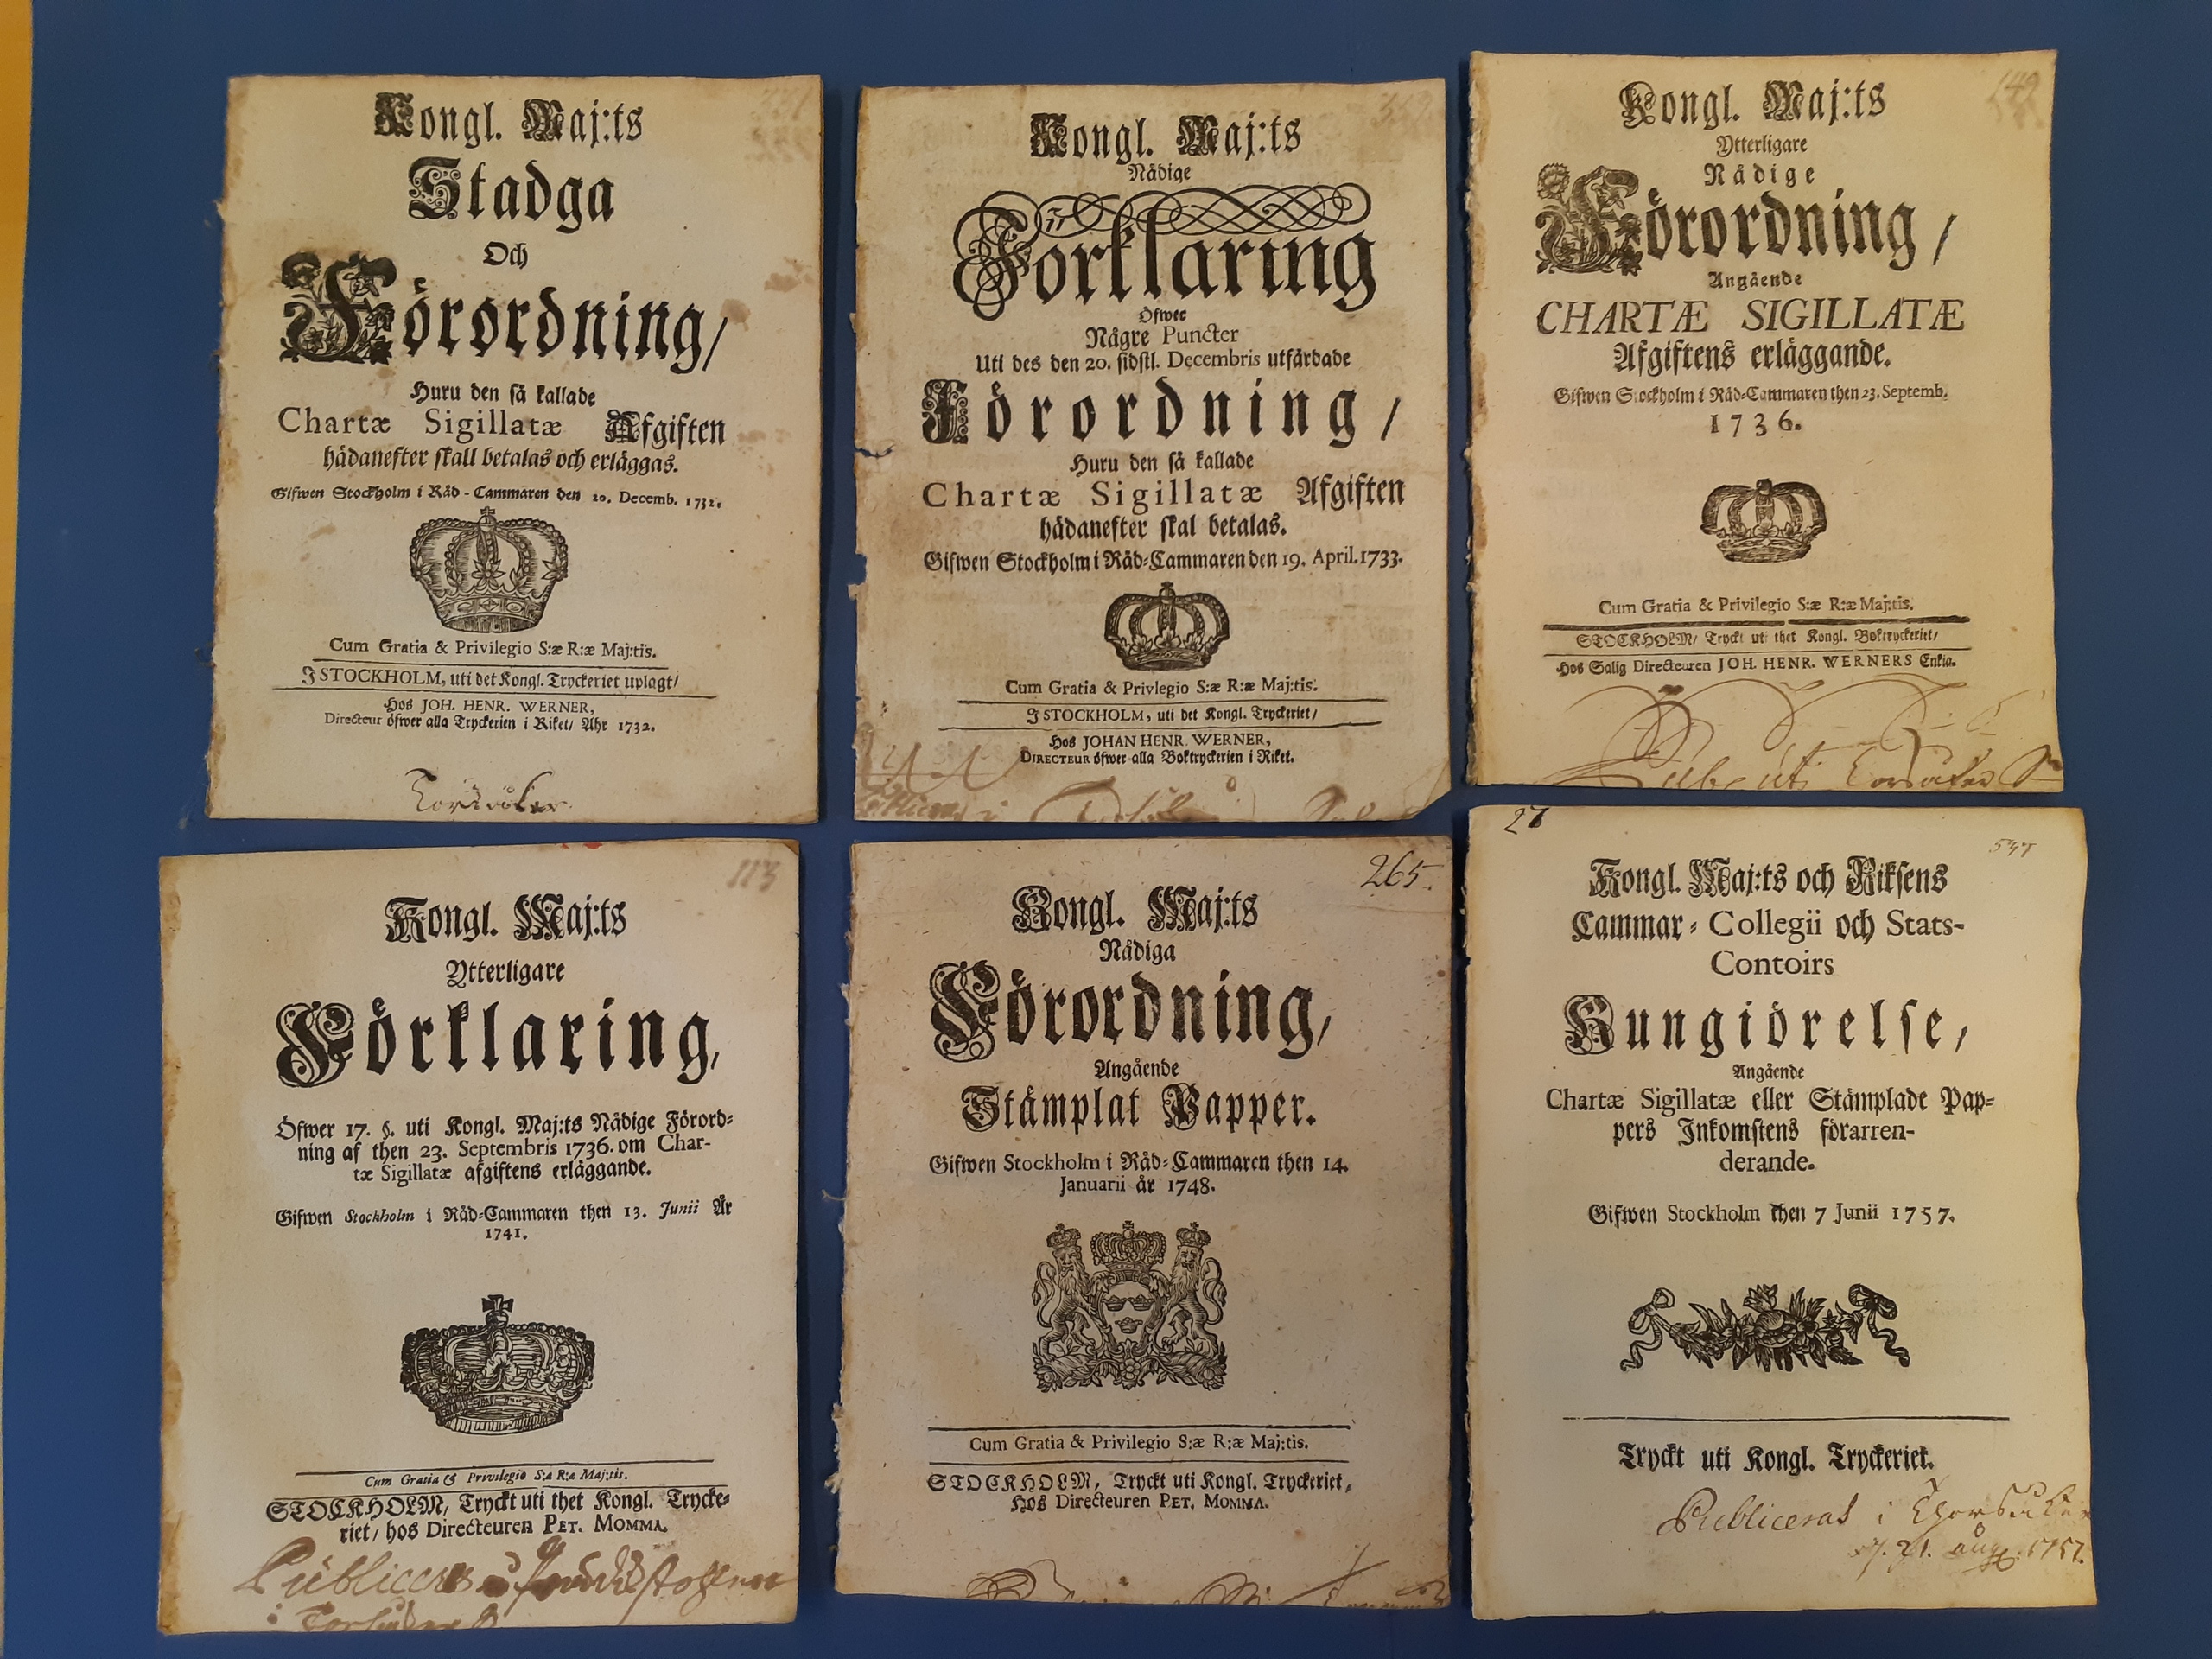 Kongl. Maj:ts
Stadga
Och
Förordning/
Huru den så kallade
Chartæ Sigillatæ Afgiften
hädanefter skall betalas och erläggas.
Gifwen Stockholm i Råd-Cammaren den 20. Decemb. 1732.
Cum Gratia & Privilegio S:æ R:æ Maj:tis.
I STOCKHOLM, uti det Kongl. Tryckeriet uplagt/
Hos JOH. HENR. WERNER,
Directeur öfwer alla Tryckerien i Riket/ Åhr 1732.
Kongl. Maj:ts
Nådige
Förklaring
Öfwer
Någre Puncter
Uti des den 20. sidstl. Decembris utfärdade
Förordning/
Huru den så kallade
Chartæ Sigillatæ Afgiften
hädanefter skal betalas.
Gifwen Stockholm i Råd-Cammaren den 19. April. 1733.
Cum Gratia & Privlegio S:æ R:æ Maj:tis.
I STOCKHOLM, uti det Kongl. Tryckeriet/
Hos JOHAN HENR. WERNER,
DIRECTEUR öfwer alla Boktryckerien i Riket.
149
Kongl. Maj:ts
Ytterligare
Nådige
Förordning/
Angående
CHARTÆ SIGILLATÆ
Afgiftens erläggande.
Gifwen Stockholm i Råd-Cammaren then 23. Septemb.
1736.
Cum Gratia & Privilegio S:æ R:æ Maj:tis.
STOCKHOLM/ Tryckt uti thet Kongl. Boktryckeriet/
Hos Salig Directeuren JOH. HENR. WERNERS Enkia.
113
Kongl. Maj:ts
Ytterligare
Förklaring,
Öfwer 17. §. uti Kongl. Maj:ts Nådige Förord-
ning af then 23. Septembris 1736. om Char-
tæ Sigillatæ afgiftens erläggande.
Gifwen Stockholm i Råd-Cammaren then 13. Junii År
1741.
Cum Gratia & Privilegio S:æ R:æ Maj:tis.
STOCKHOLM, Tryckt uti thet Kongl. Trycke-
riet/ hos Directeuren PET. MOMMA.
265.
Kongl. Maj:ts
Nådiga
Förordning,
Angående
Stämplat Papper.
Gifwen Stockholm i Råd-Cammaren then 14.
Januarii år 1748.
Cum Gratia & Privilegio S:æ R:æ Maj:tis.
STOCKHOLM, Tryckt uti Kongl. Tryckeriet,
Hos Directeuren PET. MOMMA.
Kongl. Maj:ts och Riksens
Cammar-Collegii och Stats-
Contoirs
Kungiörelse,
Angående
Chartæ Sigillatæ eller Stämplade Pap-
pers Inkomstens förarren-
derande.
Gifwen Stockholm then 7 Junii 1757.
Tryckt uti Kongl. Tryckeriet.
Publiceras i
21. aug. 1757.